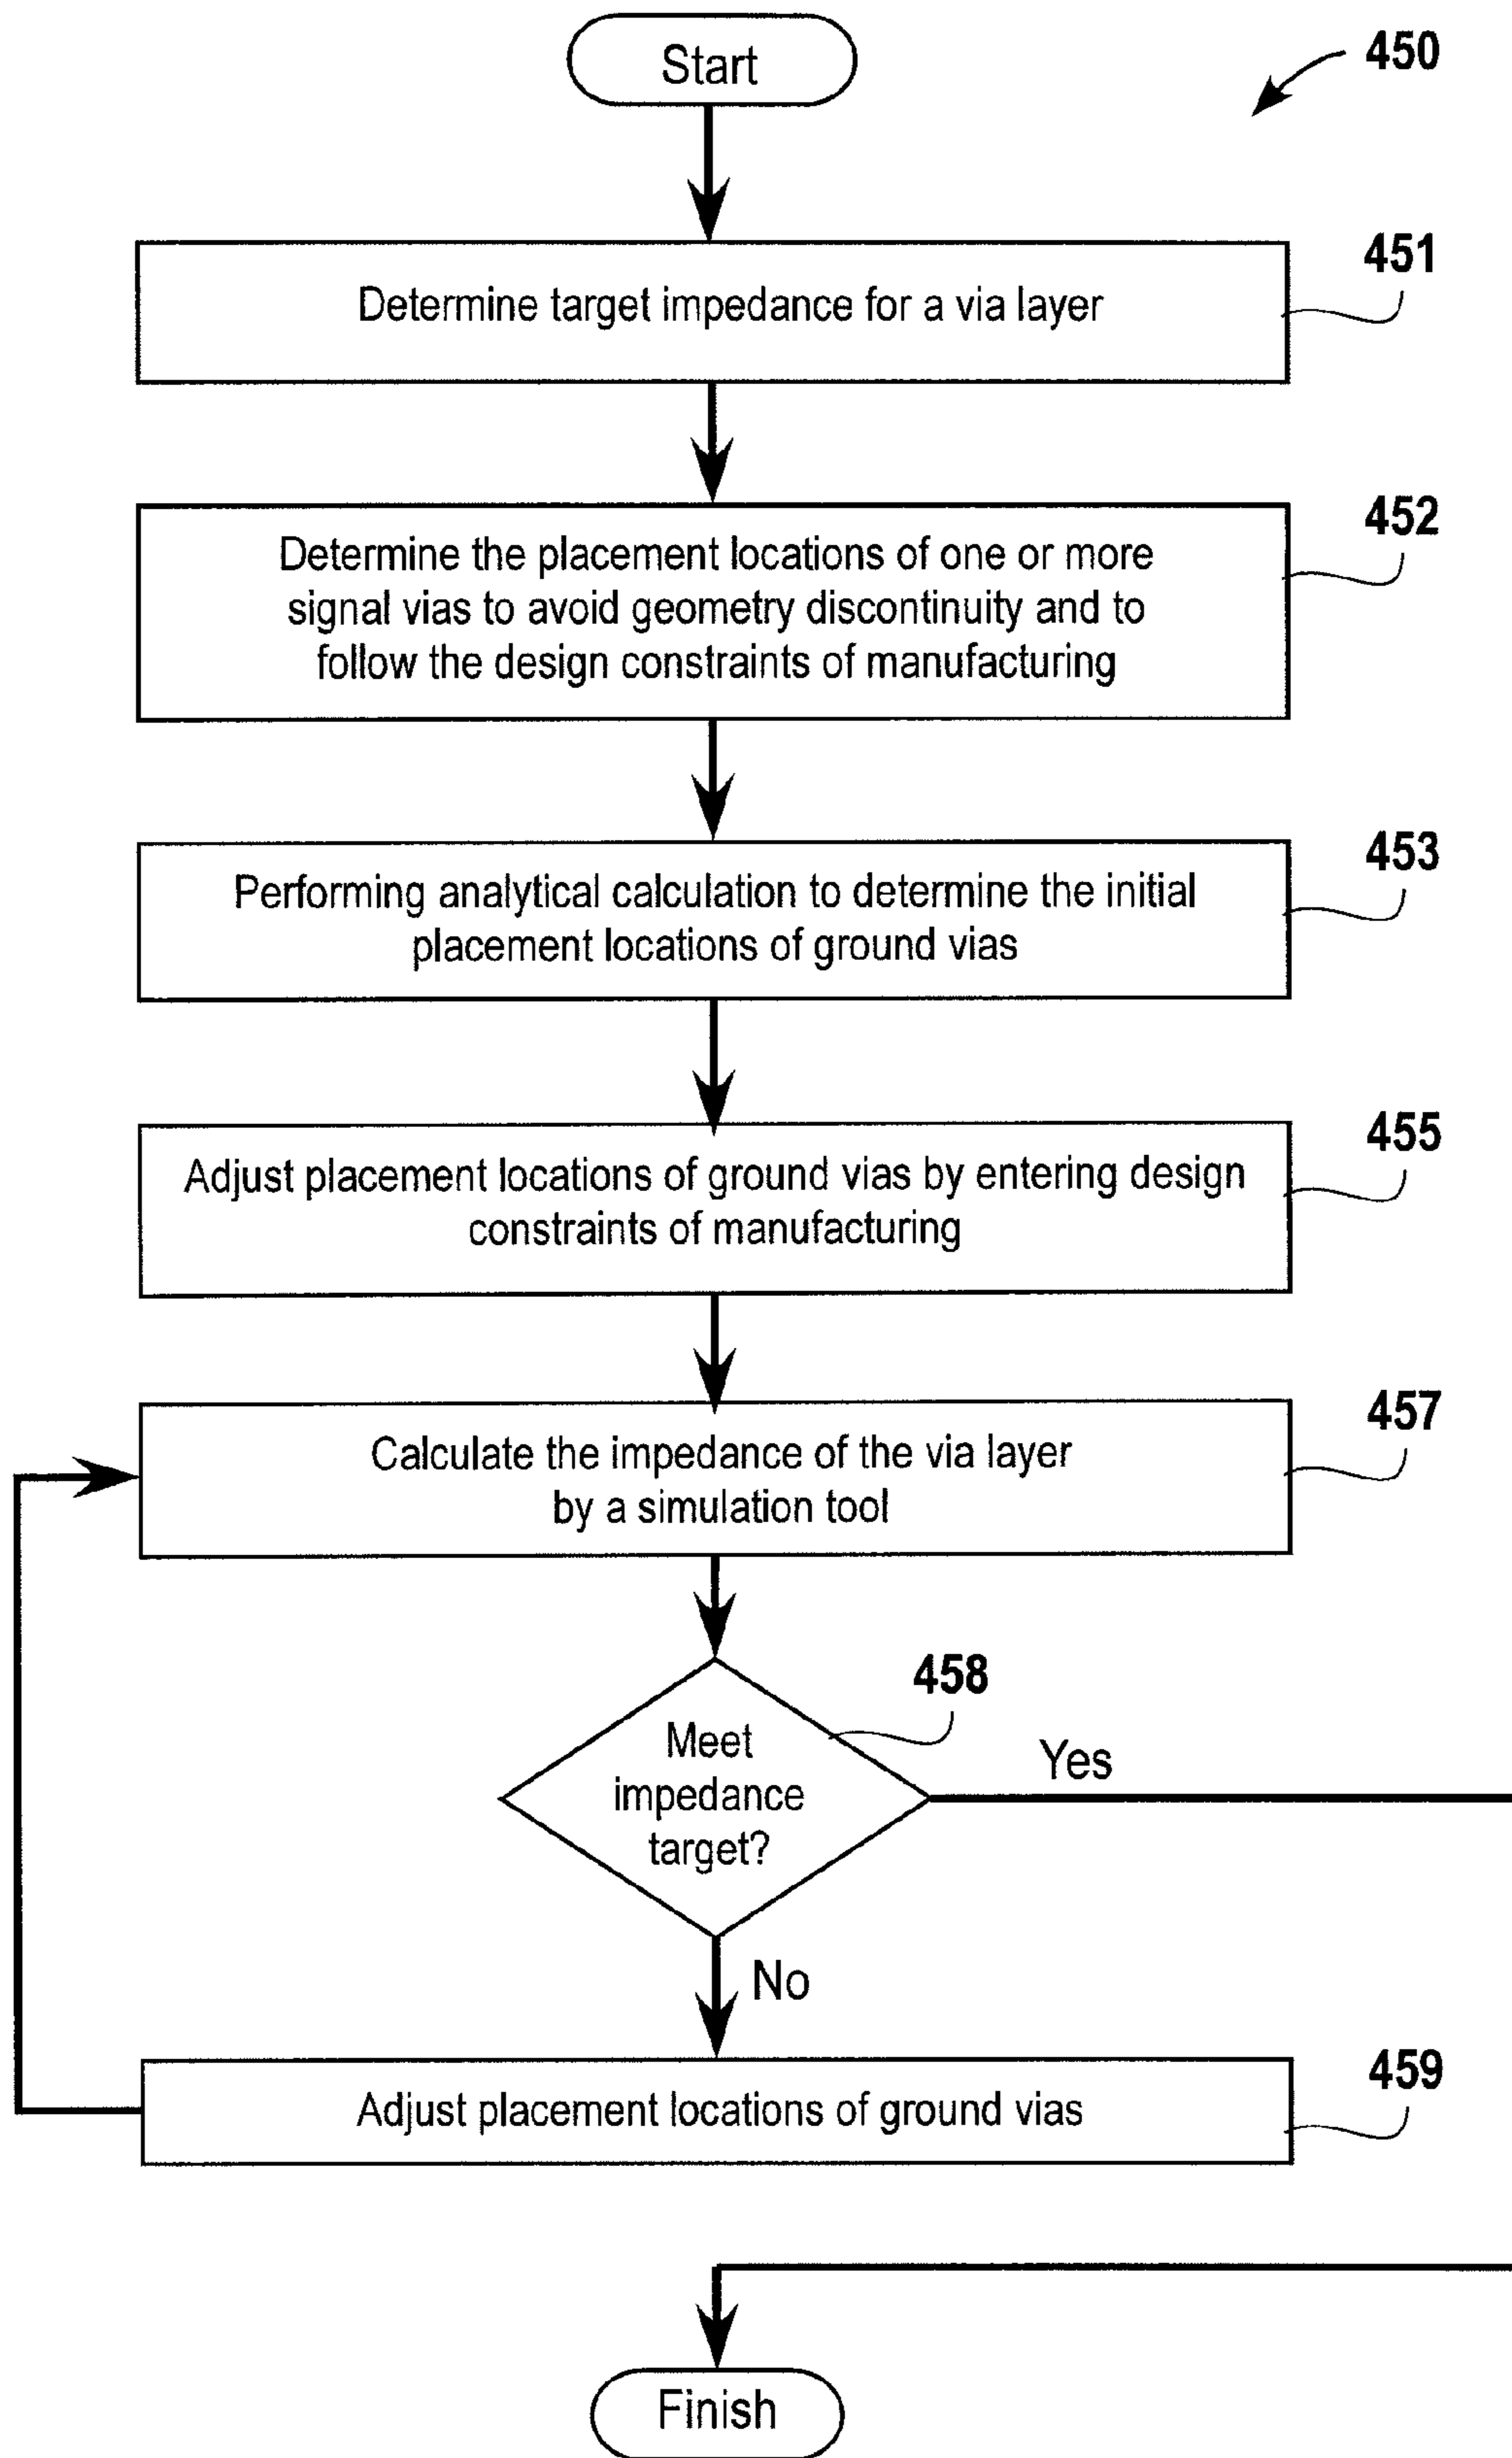 Start
450
451
Determine target impedance for a via layer
452
Determine the placement locations of one or more
signal vias to avoid geometry discontinuity and to
follow the design constraints of manufacturing
453
Performing analytical calculation to determine the initial
placement locations of ground vias
455
Adjust placement locations of ground vias by entering design
constraints of manufacturing
457
Calculate the impedance of the via layer
by a simulation tool
458
Meet
impedance
target?
Yes
No
459
Adjust placement locations of ground vias
Finish